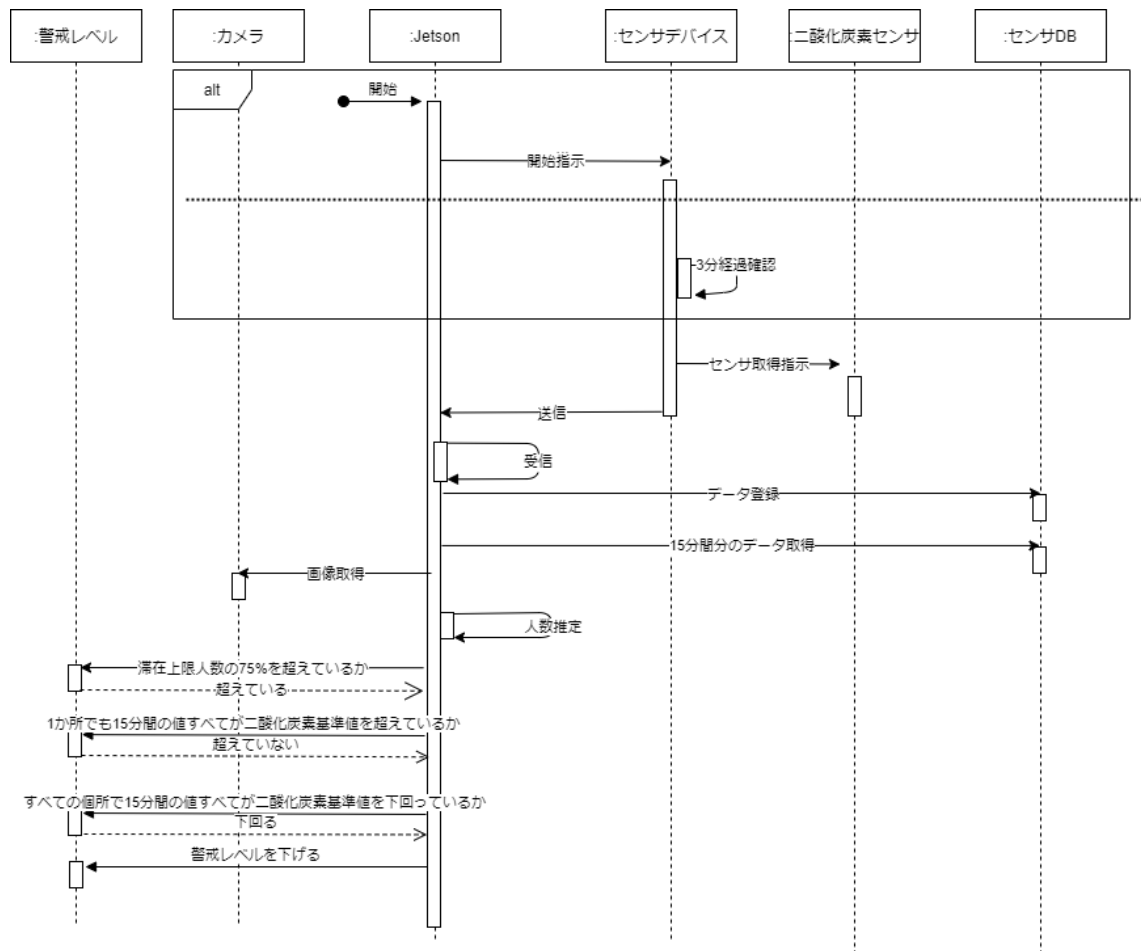 :警戒レベル
:カメラ
:Jetson
:センサデバイス
:二酸化炭素センサ
:センサDB
alt
開始
開始指示
3分経過確認
センサ取得指示
送信
受信
データ登録
15分間分のデータ取得
画像取得
人数推定
滞在上限人数の75%を超えているか
超えている
1か所でも15分間の値すべてが二酸化炭素基準値を超えているか
超えていない
すべての個所で15分間の値すべてが二酸化炭素基準値を下回っているか
下回る
警戒レベルを下げる